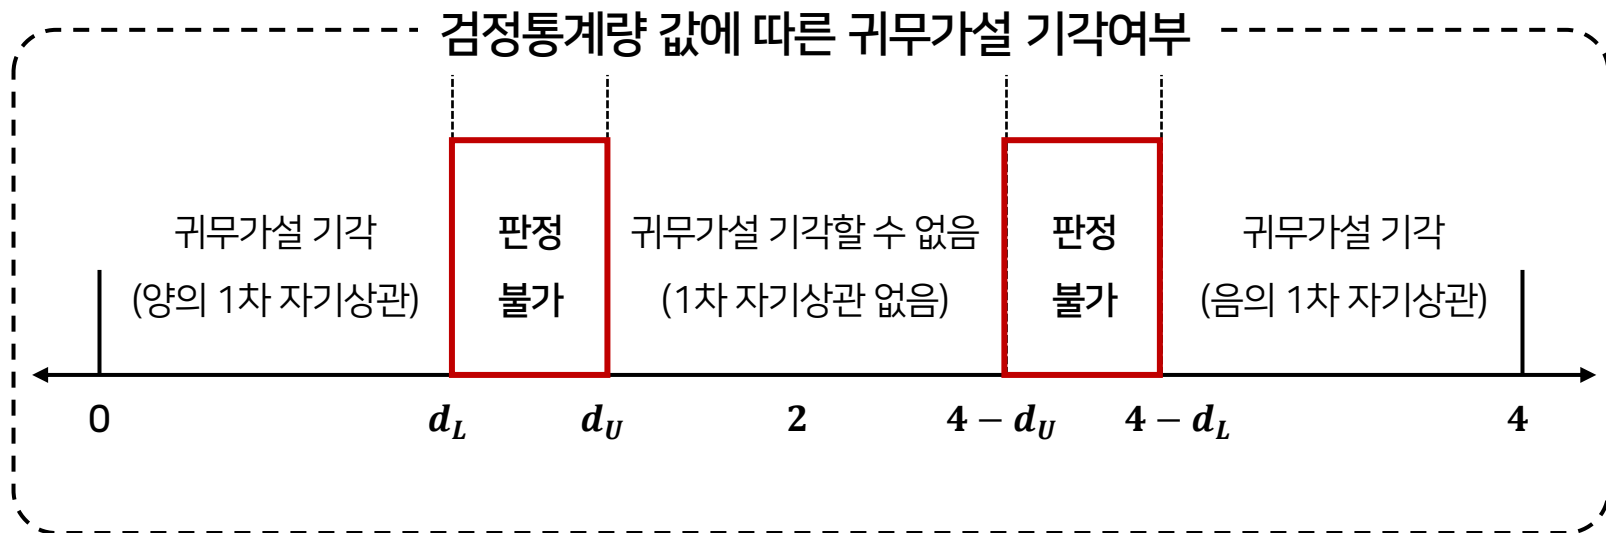 검정통계량 값에 따른 귀무가설 기각여부
귀무가설 기각
(양의 1차 자기상관)
판정
불가
귀무가설 기각할 수 없음
(1차 자기상관 없음)
판정
불가
귀무가설 기각
(음의 1차 자기상관)
0 d_L d_U 2 4 − d_U 4 − d_L 4